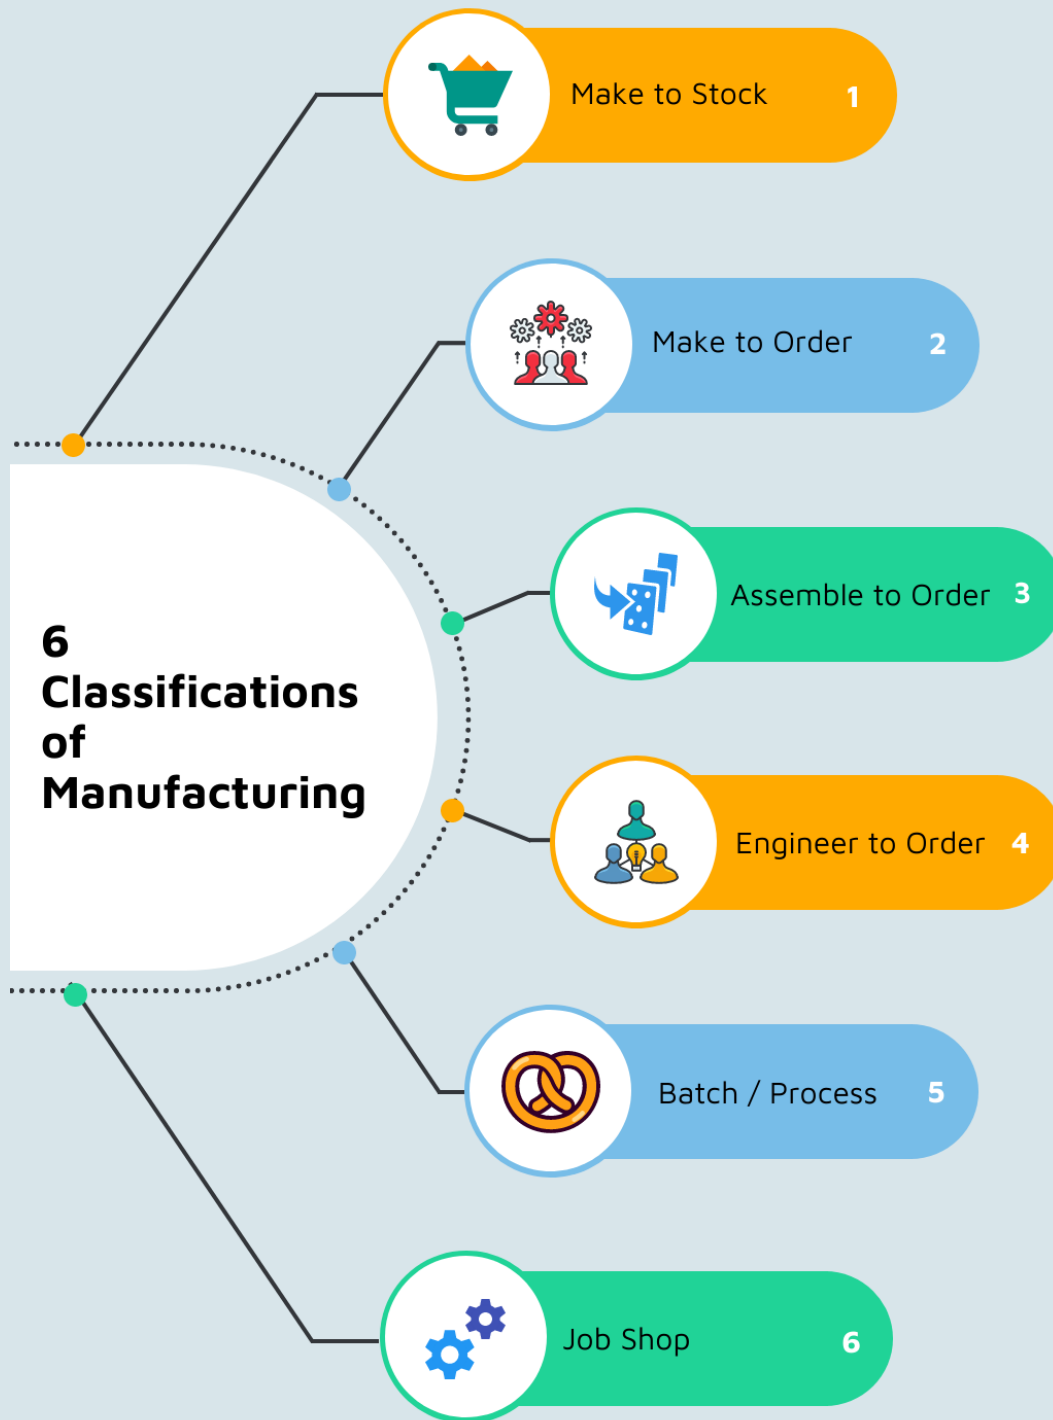 6
Classifications
of
Manufacturing
Make to Stock 1
Make to Order 2
Assemble to Order 3
Engineer to Order 4
Batch / Process 5
Job Shop 6